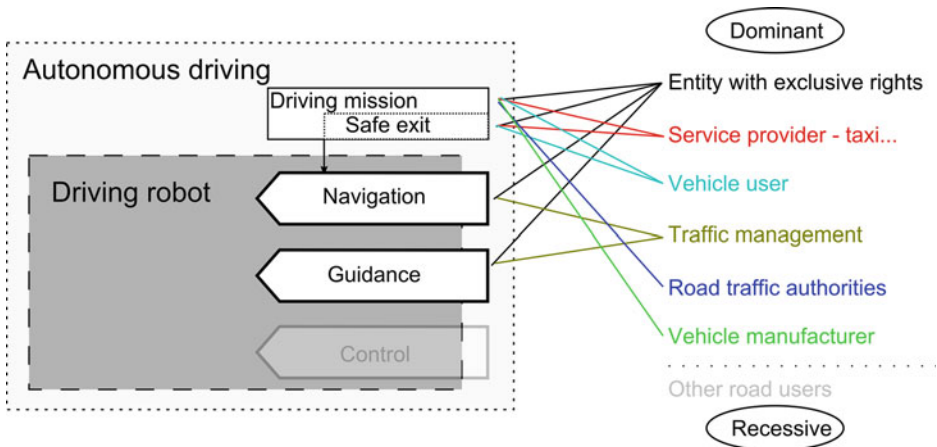 Dominant
Autonomous driving
Driving mission
Safe exit
Driving robot
Navigation
Guidance
Control
Entity with exclusive rights
Service provider - taxi...
Vehicle user
Traffic management
Road traffic authorities
Vehicle manufacturer
Other road users
Recessive